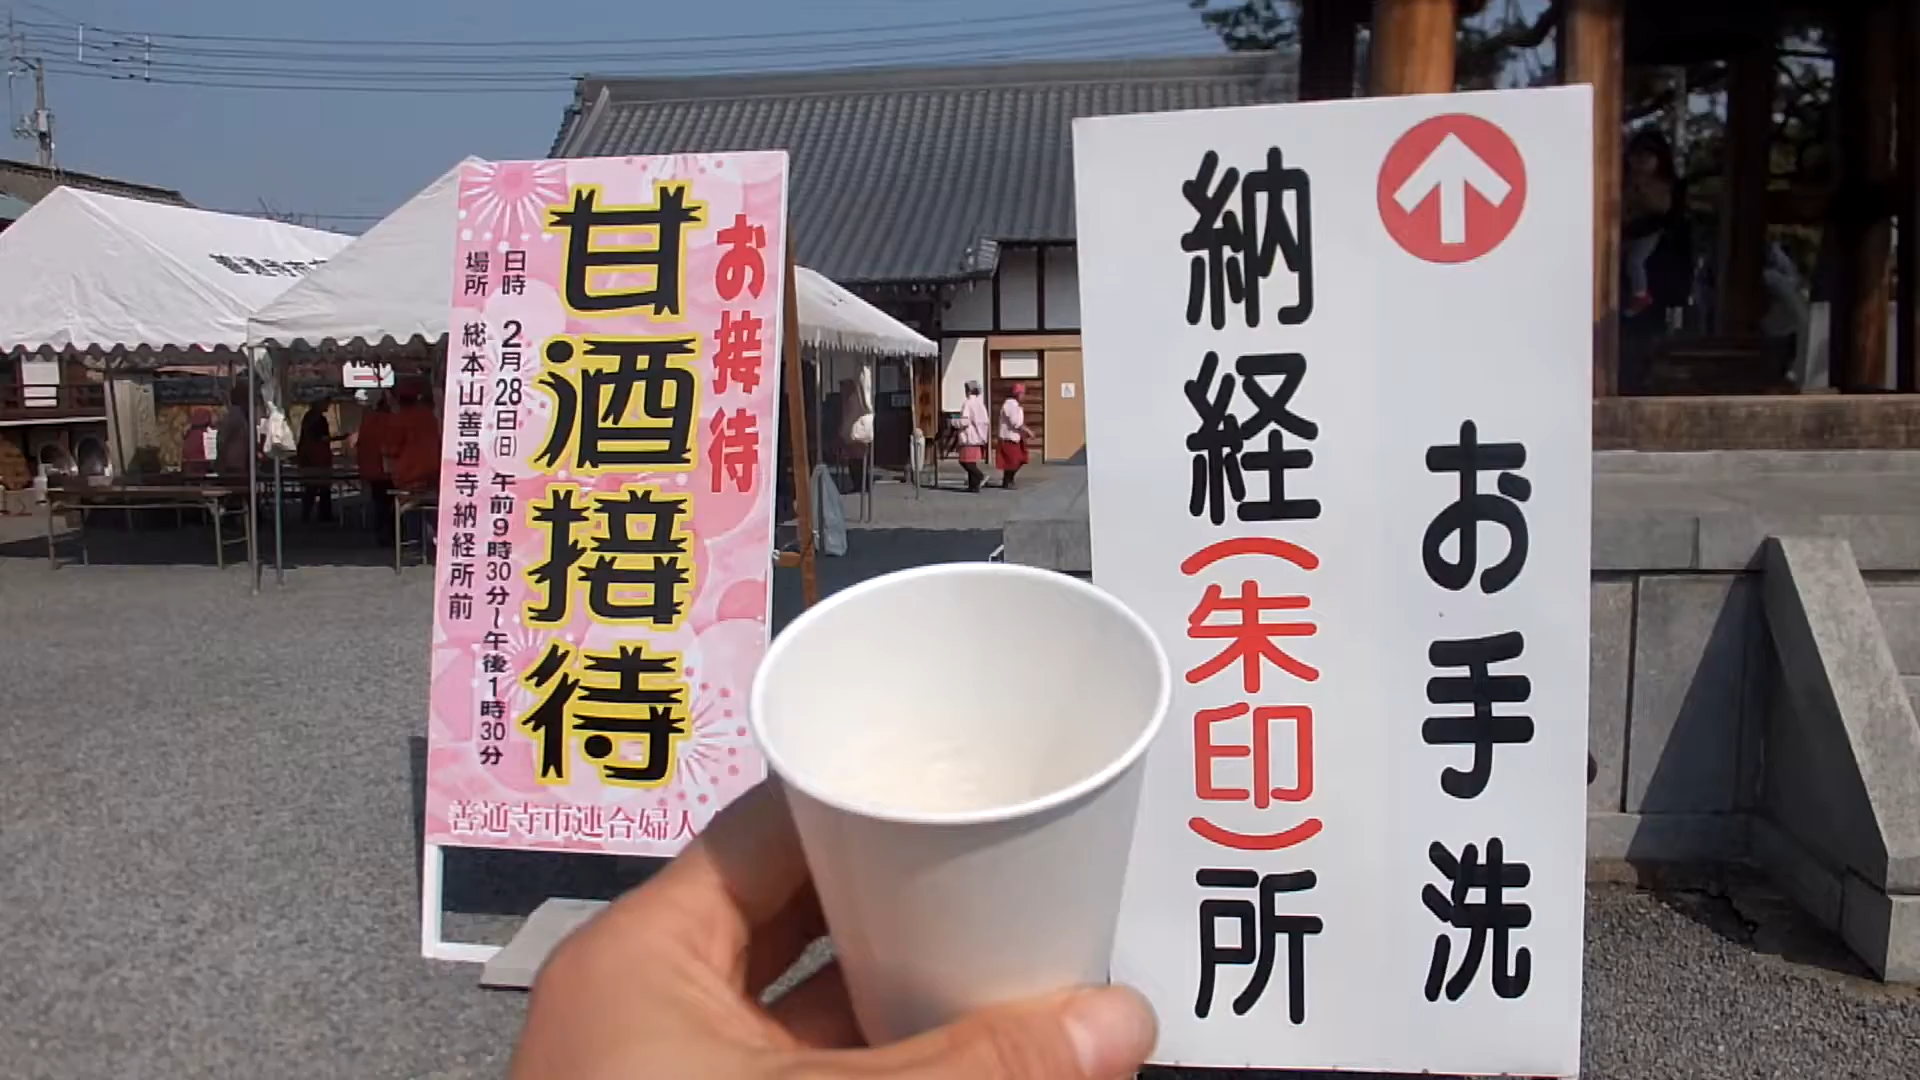 お接待
甘酒接待
日時 2月28日(日) 午前9時30分~午後1時30分
場所 総本山善通寺納経所前
善通寺市連合婦人
お手洗
納経(朱印)所